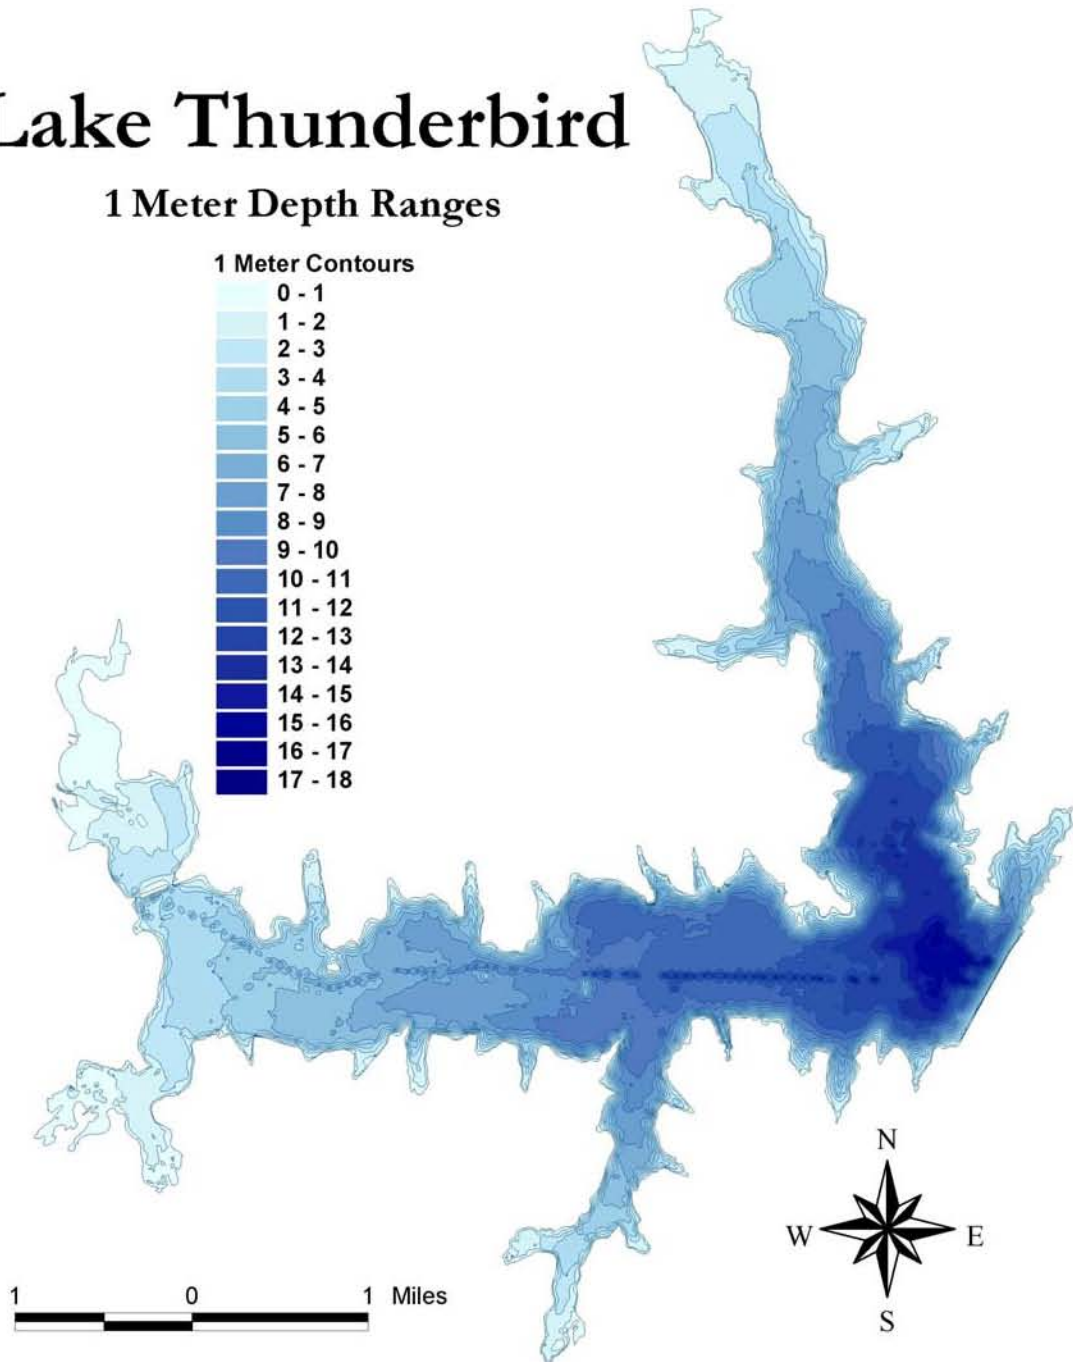 Lake Thunderbird
1 Meter Depth Ranges
1 Meter Contours
0 - 1
1 - 2
2 - 3
3 - 4
4 - 5
5 - 6
6 - 7
7 - 8
8 - 9
9 - 10
10 - 11
11 - 12
12 - 13
13 - 14
14 - 15
15 - 16
16 - 17
17 - 18
N
W E
S
1 0 1 Miles